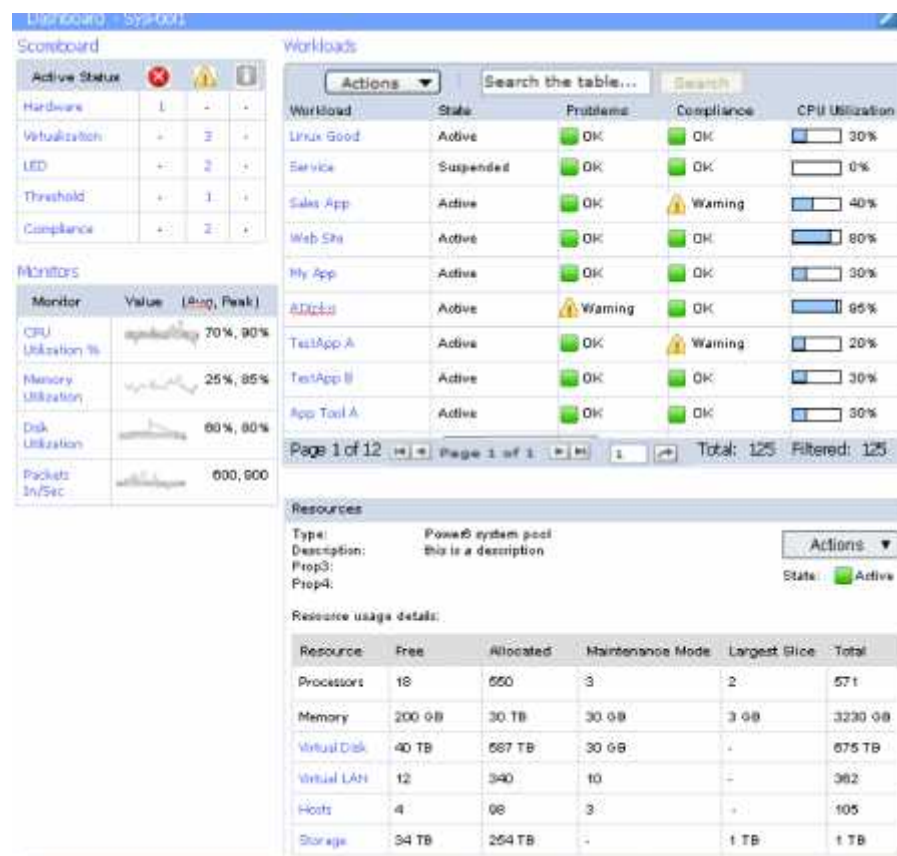 Dashboard - Sys-pool1
Scoreboard
Active Status
Hardware 1 - -
Virtualization - 3 -
LED - 2 -
Threshold - 1 -
Compliance - 2 -
Monitors
Monitor Value (Avg, Peak)
CPU Utilization % 70%, 90%
Memory Utilization 25%, 85%
Disk Utilization 60%, 80%
Packets In/Sec 600, 900
Workloads
Actions Search the table... Search
Workload State Problems Compliance CPU Utilization
Linux Good Active OK OK 30%
Service Suspended OK OK 0%
Sales App Active OK Warning 40%
Web Site Active OK OK 80%
My App Active OK OK 30%
Active Warning OK 95%
TestApp A Active OK Warning 20%
TestApp B Active OK OK 30%
App Tool A Active OK OK 30%
Page 1 of 12 Page 1 of 1 1 Total: 125 Filtered: 125
Resources
Type: Power6 system pool
Description: this is a description
Prop3:
Prop4:
Actions
State: Active
Resource usage details:
Resource Free Allocated Maintenance Mode Largest Slice Total
Processors 18 550 3 2 571
Memory 200 GB 30 TB 30 GB 3 GB 3230 GB
Virtual Disk 40 TB 587 TB 30 GB - 675 TB
Virtual LAN 12 340 10 - 362
Hosts 4 98 3 - 105
Storage 34 TB 254 TB - 1 TB 1 TB